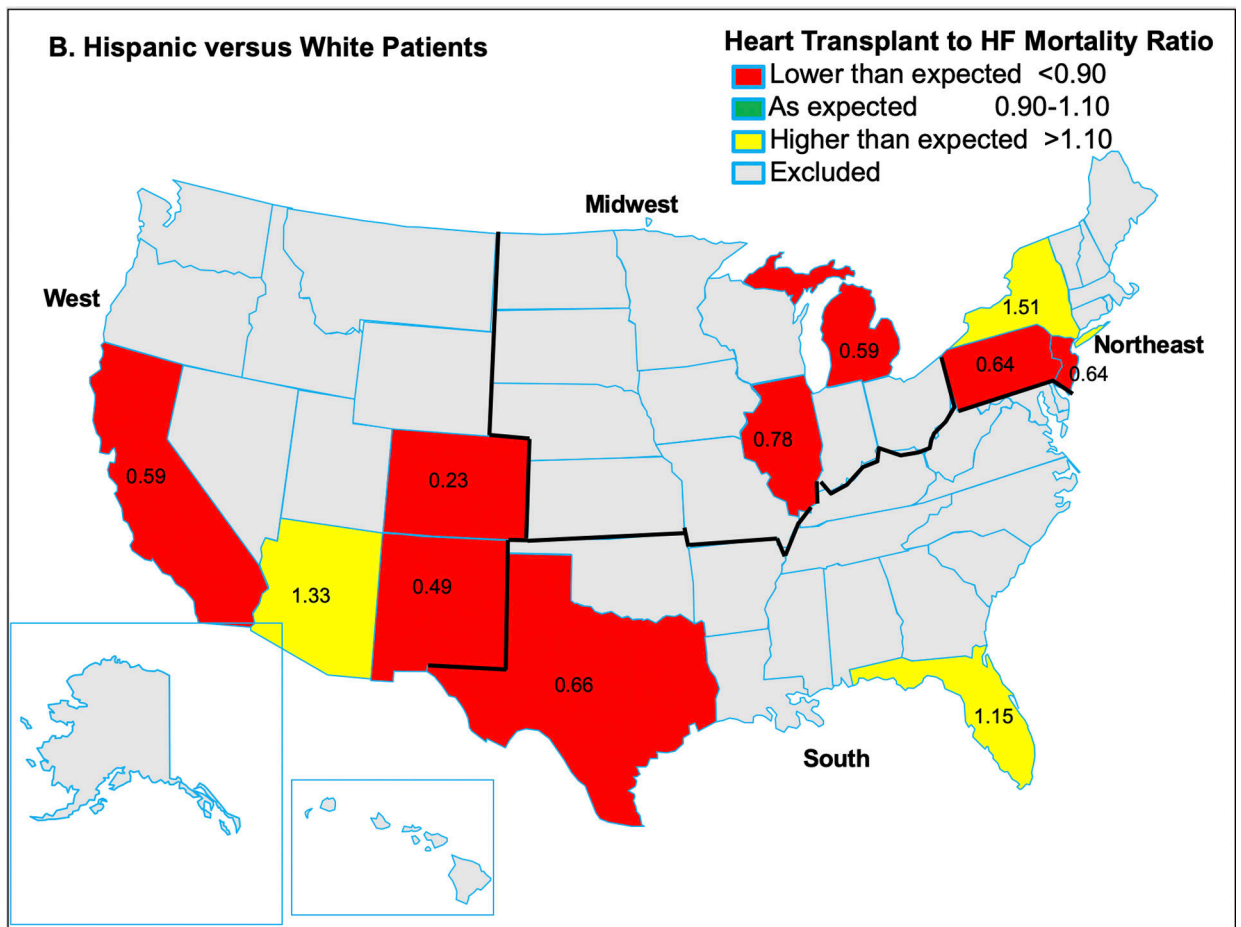 B. Hispanic versus White Patients
Heart Transplant to HF Mortality Ratio
Lower than expected <0.90
As expected 0.90-1.10
Higher than expected >1.10
Excluded
Midwest
West
Northeast
1.51
0.59
0.64
0.64
0.78
0.59
0.23
1.33
0.49
0.66
1.15
South